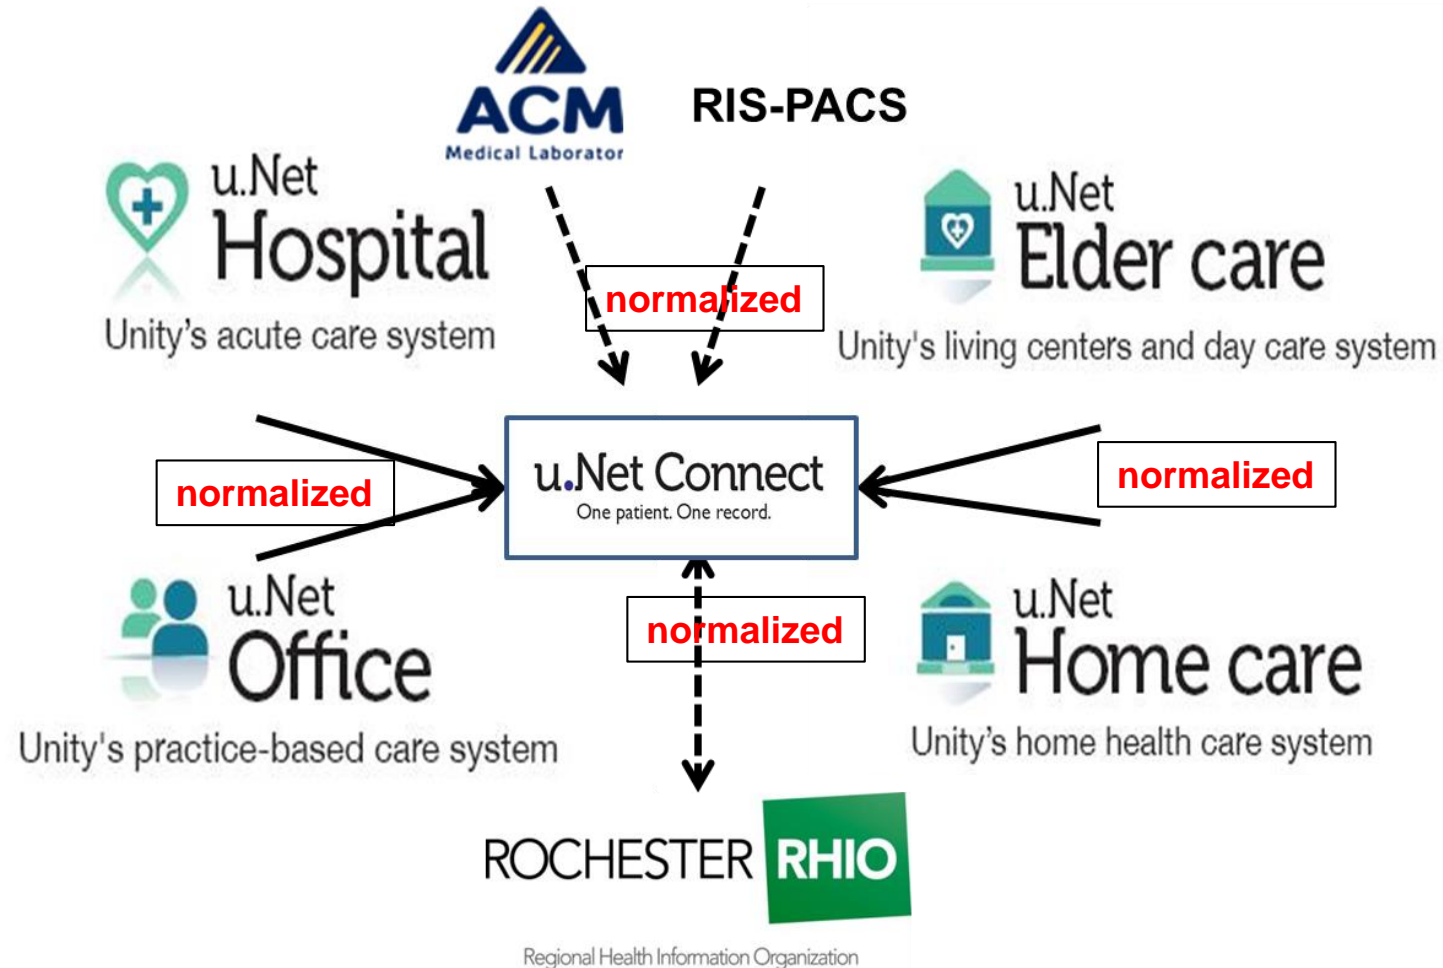 ACM
Medical Laborator
RIS-PACS
u.Net
Hospital
Unity's acute care system
u.Net
Elder care
Unity's living centers and day care system
normalized
normalized
u.Net Connect
One patient. One record.
normalized
normalized
u.Net
Office
Unity's practice-based care system
u.Net
Home care
Unity's home health care system
ROCHESTER RHIO
Regional Health Information Organization